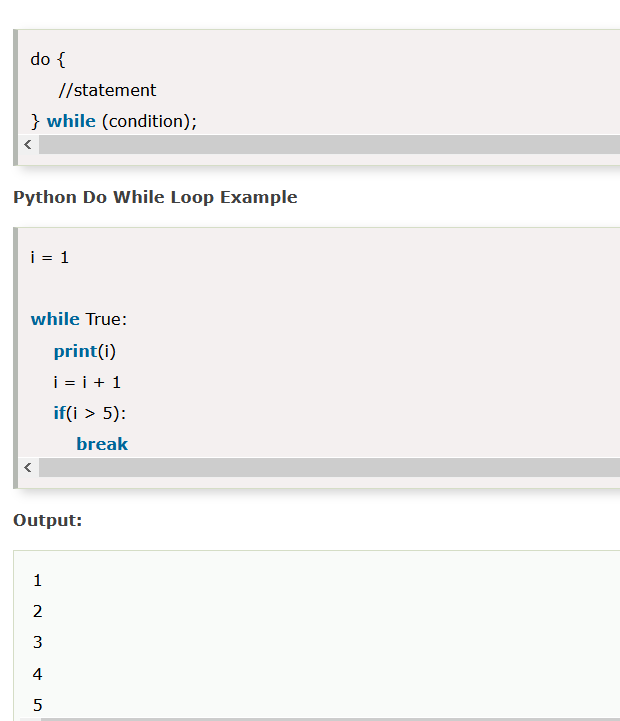 do {
//statement
} while (condition);
Python Do While Loop Example
i = 1
while True:
print(i)
i = i + 1
if(i > 5):
break
Output:
1
2
3
4
5